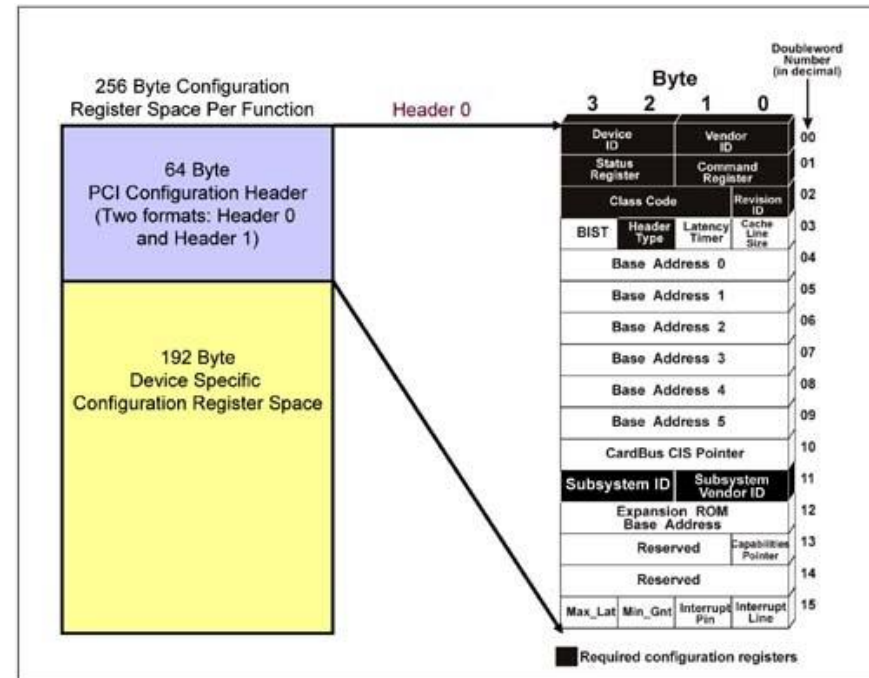 256 Byte Configuration
Register Space Per Function
64 Byte
PCI Configuration Header
(Two formats: Header 0
and Header 1)
192 Byte
Device Specific
Configuration Register Space
Header 0
Doubleword
Number
(in decimal)
Byte
3 2 1 0
Device
ID
Vendor
ID
00
Status
Register
Command
Register
01
Class Code
Revision
ID
02
BIST
Header
Type
Latency
Timer
Cache
Line
Size
03
Base Address 0
04
Base Address 1
05
Base Address 2
06
Base Address 3
07
Base Address 4
08
Base Address 5
09
CardBus CIS Pointer
10
Subsystem ID
Subsystem
Vendor ID
11
Expansion ROM
Base Address
12
Reserved
Capabilities
Pointer
13
Reserved
14
Max_Lat
Min_Gnt
Interrupt
Pin
Interrupt
Line
15
Required configuration registers